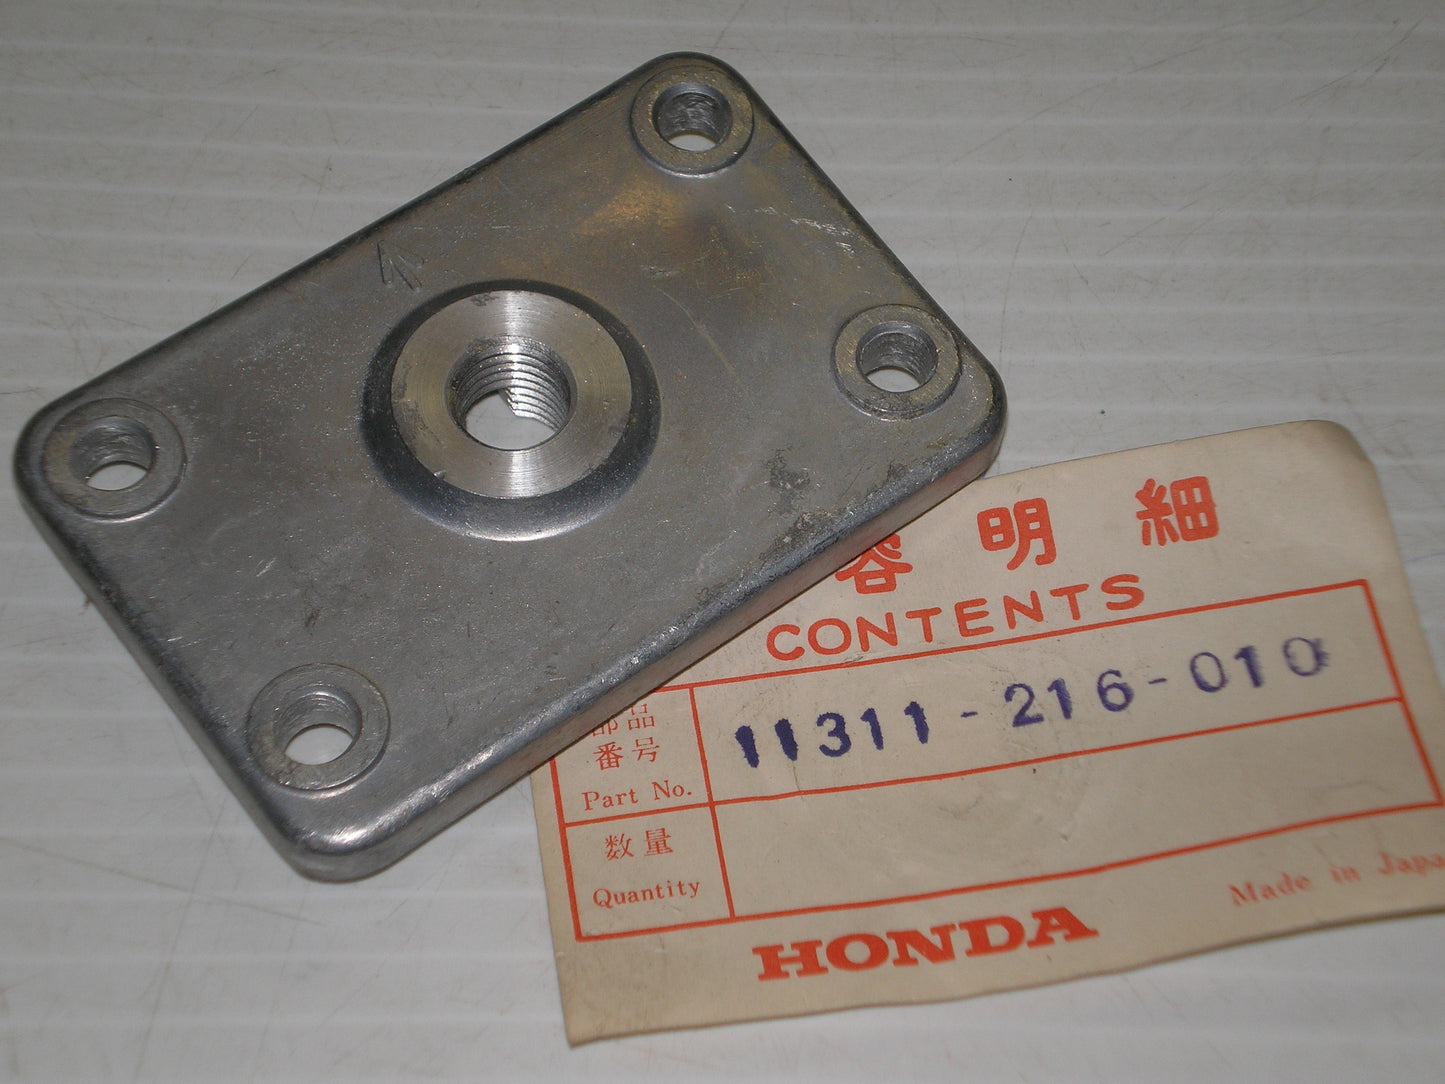 容明細
CONTENTS
部品
番号
Part No.
11311-216-010
数量
Quantity
Made in Japa
HONDA